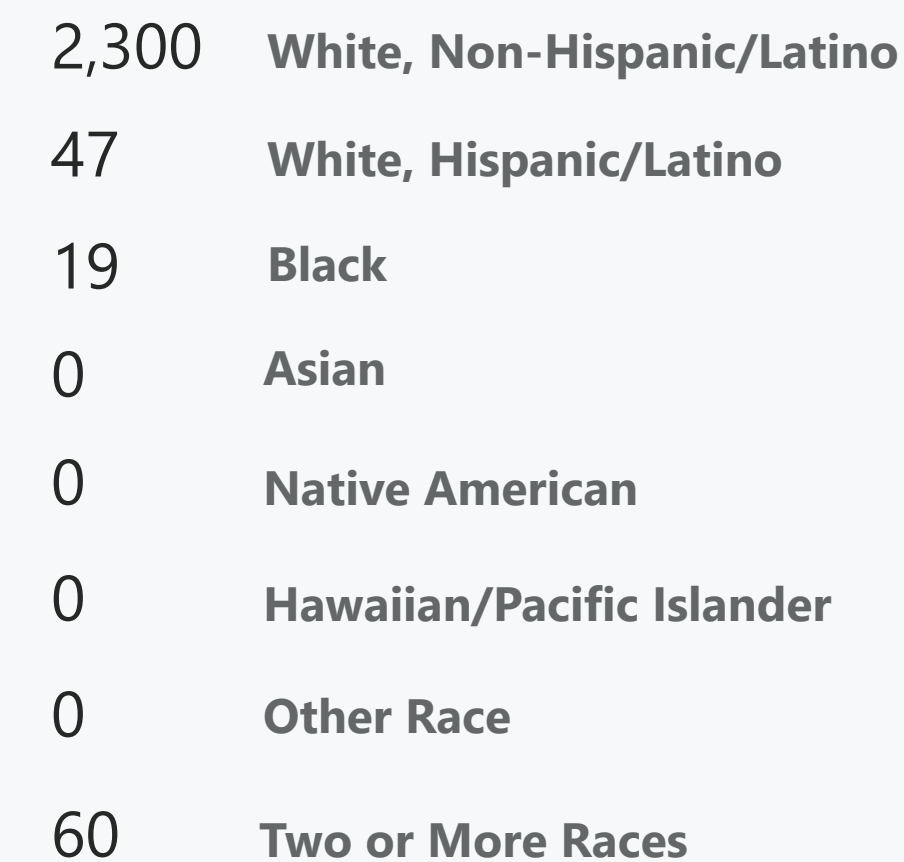 2,300 White, Non-Hispanic/Latino
47 White, Hispanic/Latino
19 Black
0 Asian
0 Native American
0 Hawaiian/Pacific Islander
0 Other Race
60 Two or More Races